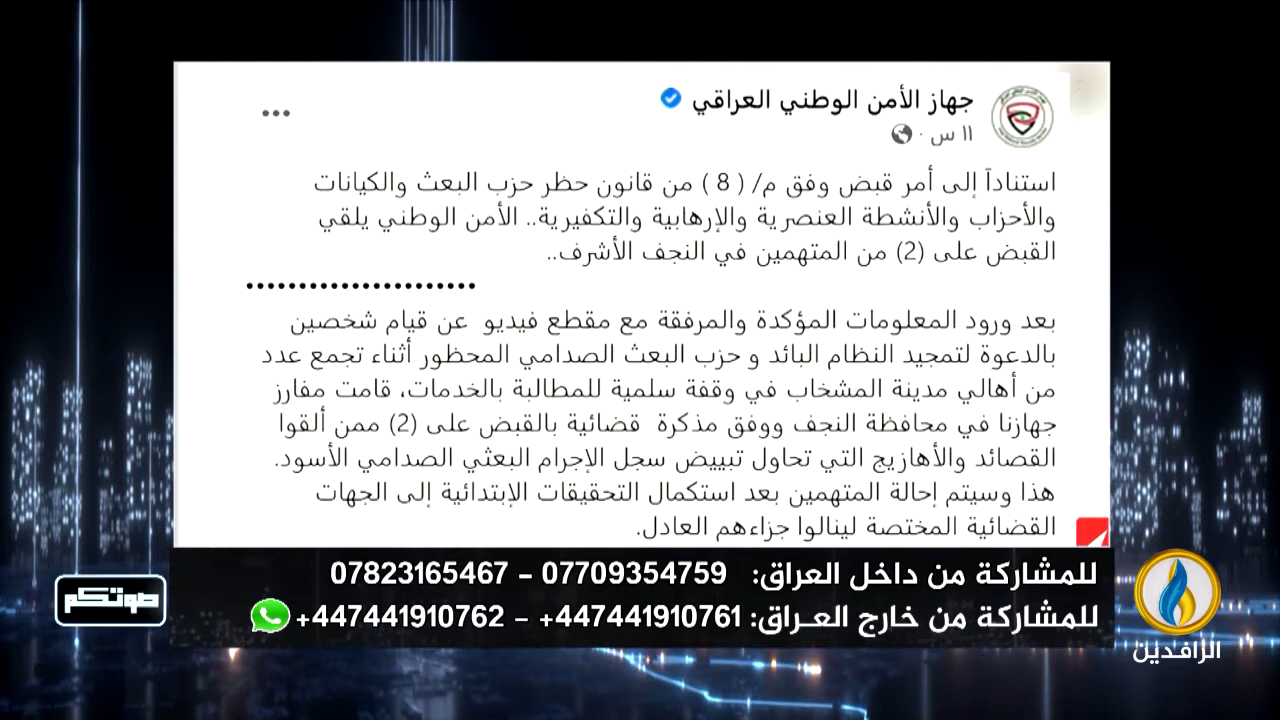 جهاز الأمن الوطني العراقي
١١ س ·
استناداً إلى أمر قبض وفق م/ ( 8 ) من قانون حظر حزب البعث والكيانات
والأحزاب والأنشطة العنصرية والإرهابية والتكفيرية.. الأمن الوطني يلقي
القبض على (2) من المتهمين في النجف الأشرف..
......................
بعد ورود المعلومات المؤكدة والمرفقة مع مقطع فيديو عن قيام شخصين
بالدعوة لتمجيد النظام البائد و حزب البعث الصدامي المحظور أثناء تجمع عدد
من أهالي مدينة المشخاب في وقفة سلمية للمطالبة بالخدمات، قامت مفارز
جهازنا في محافظة النجف ووفق مذكرة قضائية بالقبض على (2) ممن ألقوا
القصائد والأهازيج التي تحاول تبييض سجل الإجرام البعثي الصدامي الأسود.
هذا وسيتم إحالة المتهمين بعد استكمال التحقيقات الإبتدائية إلى الجهات
القضائية المختصة لينالوا جزاءهم العادل.
للمشاركة من داخل العراق: 07709354759 - 07823165467
للمشاركة من خارج العـراق: 447441910761+ - 447441910762+
صوتكم
الرافدين